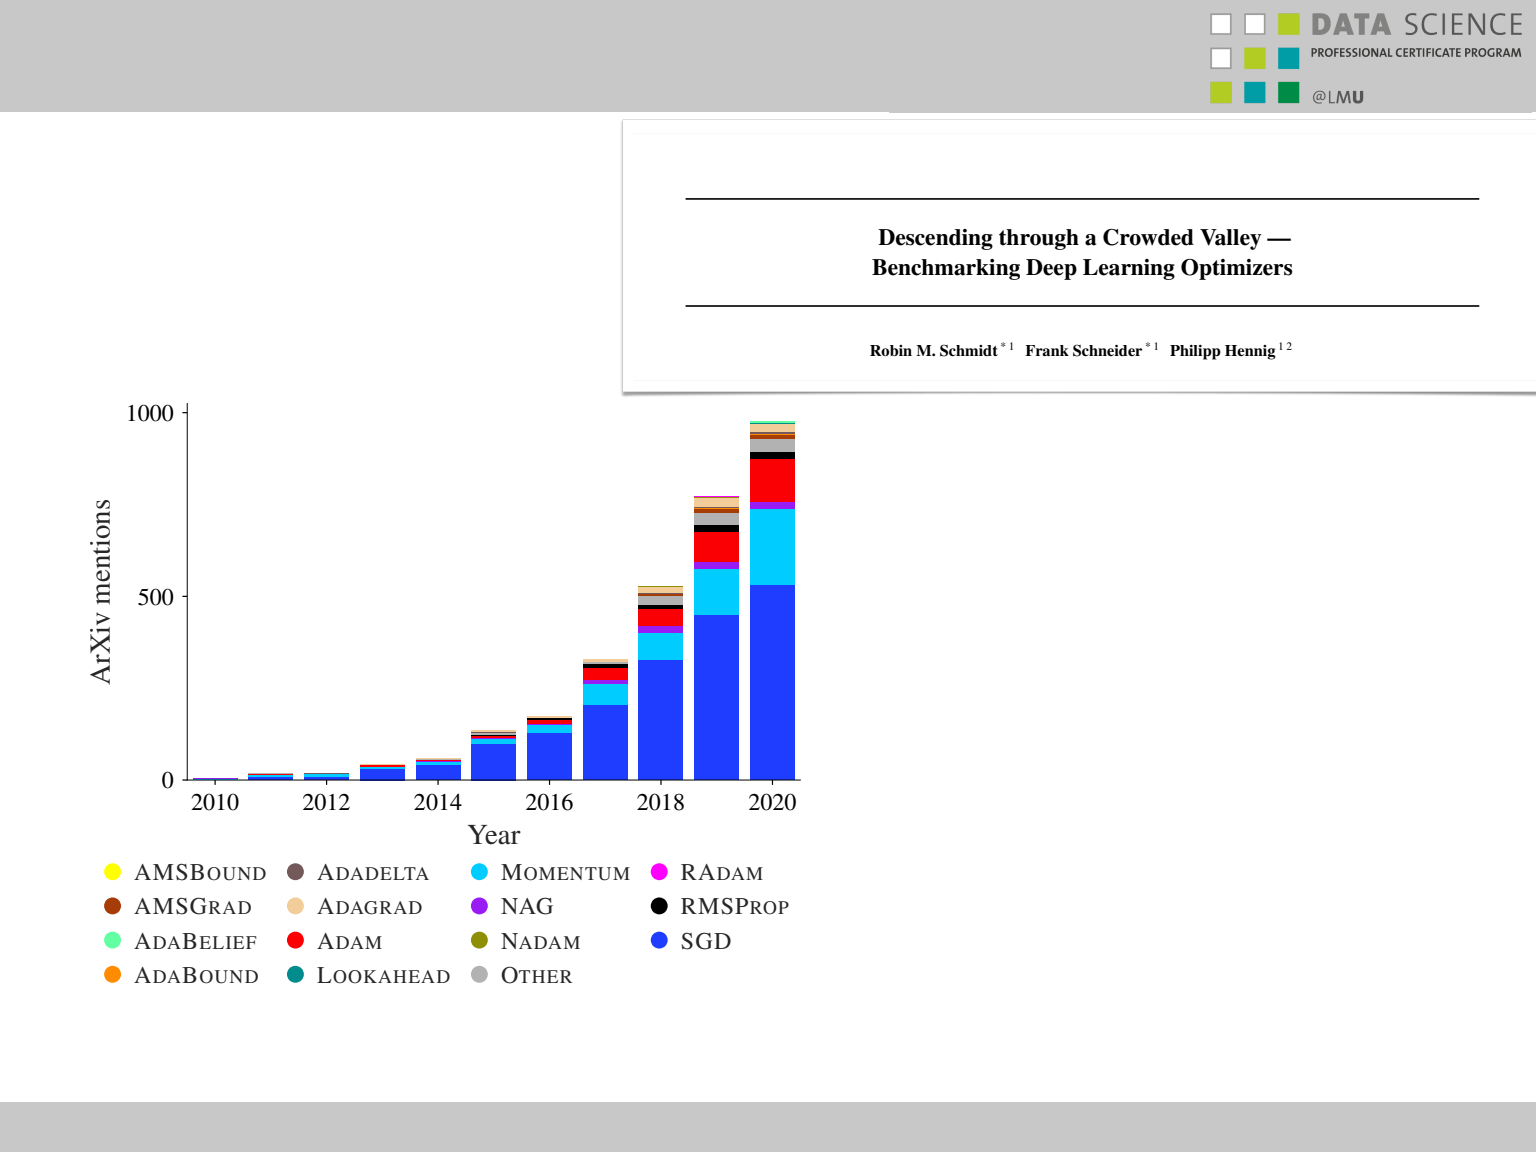 DATA SCIENCE
PROFESSIONAL CERTIFICATE PROGRAM
@LMU
Descending through a Crowded Valley —
Benchmarking Deep Learning Optimizers
Robin M. Schmidt * 1 Frank Schneider * 1 Philipp Hennig 1 2
1000
500
0
ArXiv mentions
2010 2012 2014 2016 2018 2020
Year
AMSBOUND ADADELTA MOMENTUM RADAM
AMSGRAD ADAGRAD NAG RMSPROP
ADABELIEF ADAM NADAM SGD
ADABOUND LOOKAHEAD OTHER